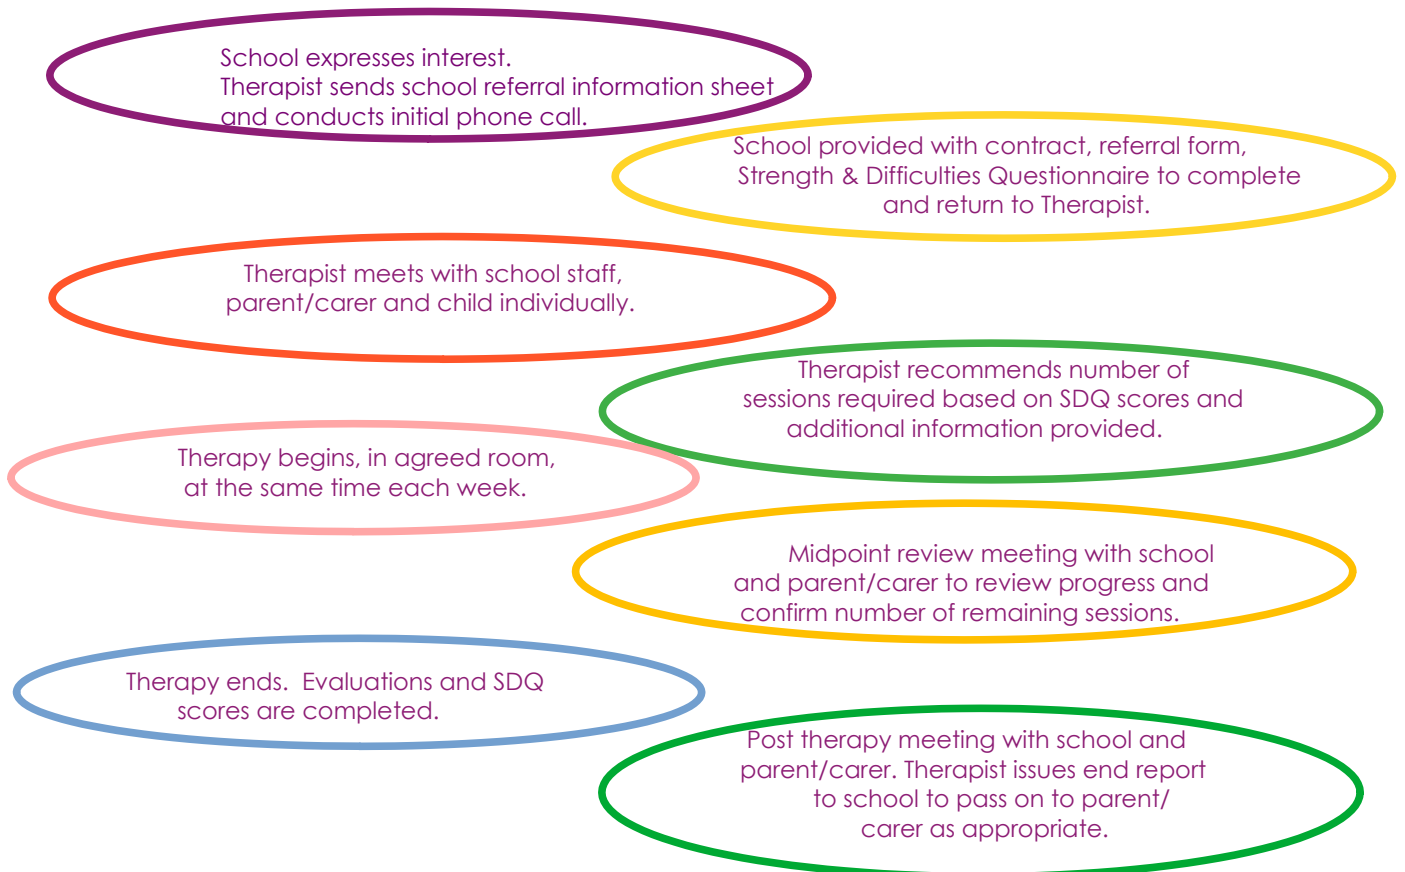 School expresses interest.
Therapist sends school referral information sheet
and conducts initial phone call.
School provided with contract, referral form,
Strength & Difficulties Questionnaire to complete
and return to Therapist.
Therapist meets with school staff,
parent/carer and child individually.
Therapist recommends number of
sessions required based on SDQ scores and
additional information provided.
Therapy begins, in agreed room,
at the same time each week.
Midpoint review meeting with school
and parent/carer to review progress and
confirm number of remaining sessions.
Therapy ends.  Evaluations and SDQ
scores are completed.
Post therapy meeting with school and
parent/carer. Therapist issues end report
to school to pass on to parent/
carer as appropriate.